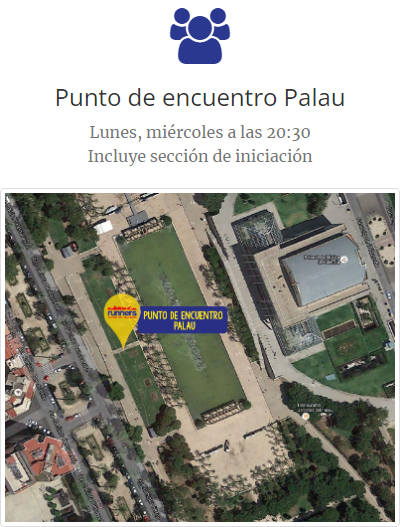 Punto de encuentro Palau
Lunes, miércoles a las 20:30
Incluye sección de iniciación
runners
PUNTO DE ENCUENTRO
PALAU